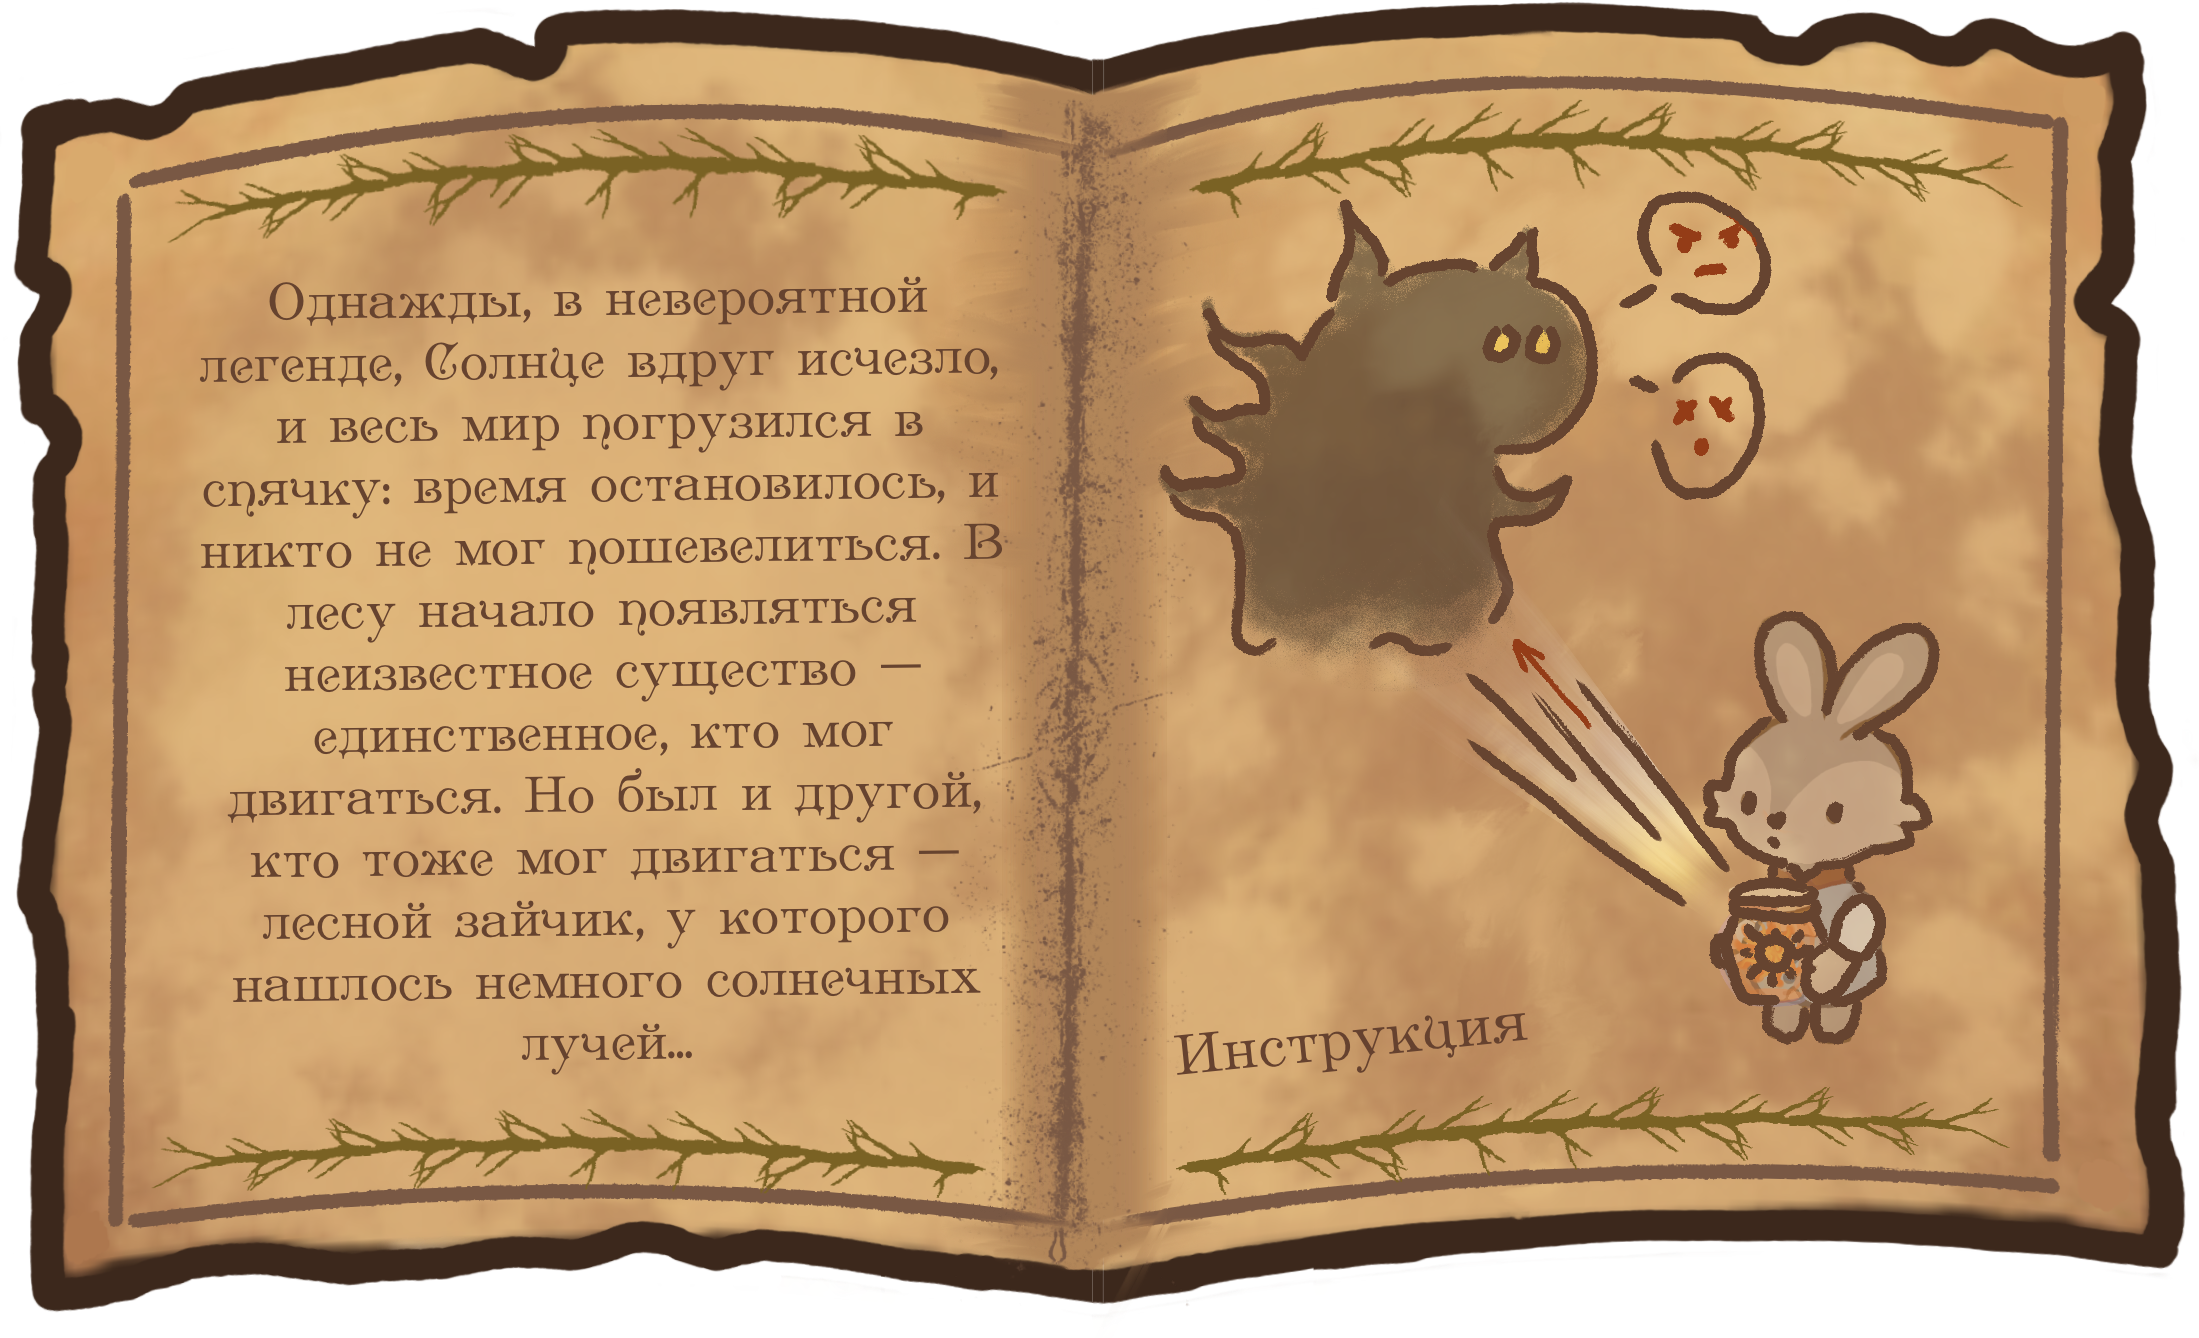 Однажды, в невероятной
легенде, Солнце вдруг исчезло,
и весь мир погрузился в
спячку: время остановилось, и
никто не мог пошевелиться. В
лесу начало появляться
неизвестное существо —
единственное, кто мог
двигаться. Но был и другой,
кто тоже мог двигаться —
лесной зайчик, у которого
нашлось немного солнечных
лучей...
Инструкция